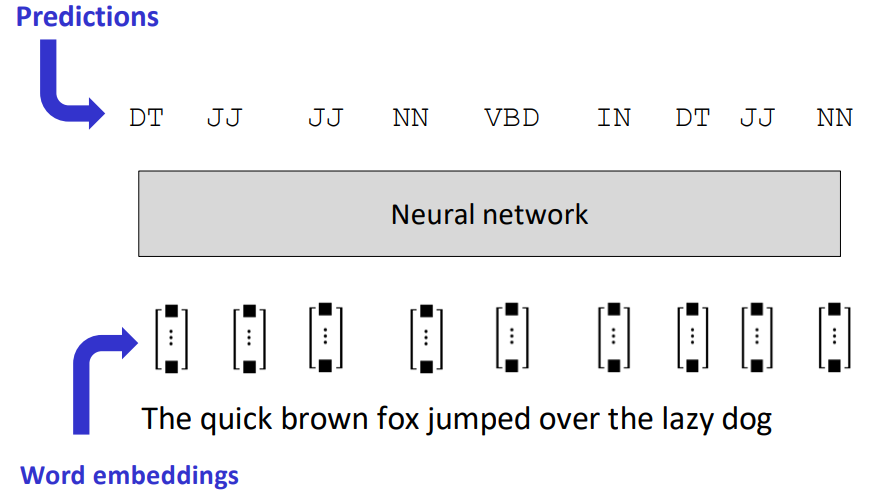 Predictions
DT JJ JJ NN VBD IN DT JJ NN
Neural network
The quick brown fox jumped over the lazy dog
Word embeddings